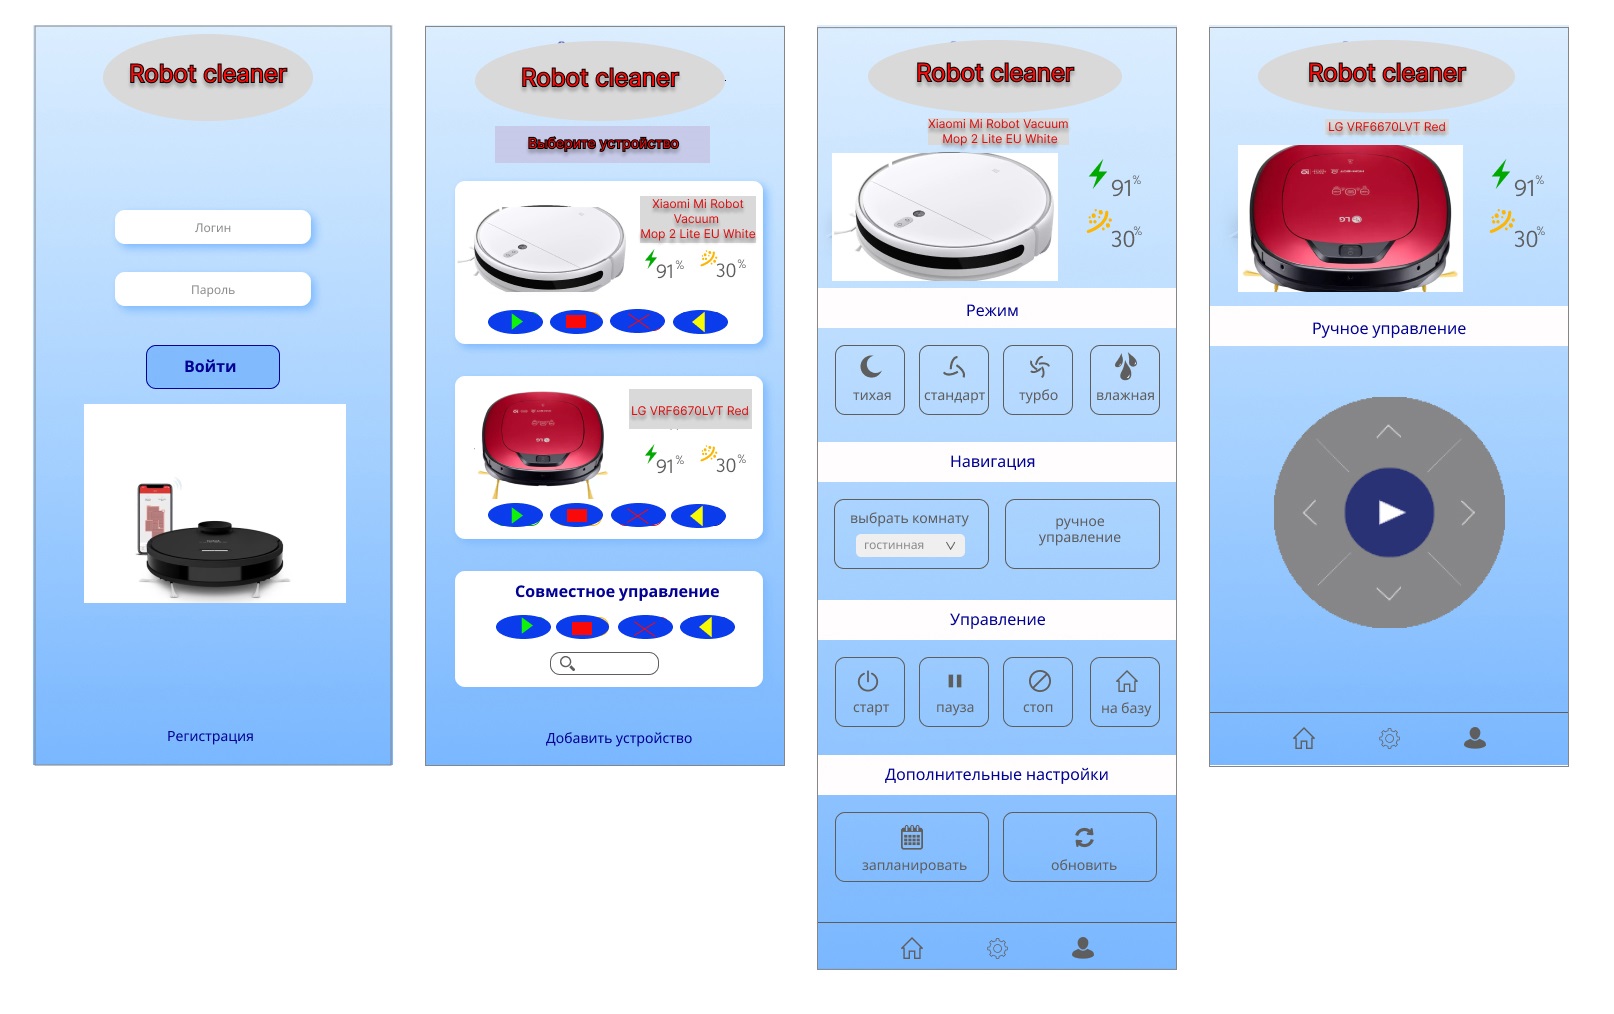 Robot cleaner
Логин
Пароль
Войти
Регистрация
Robot cleaner
Выберите устройство
Xiaomi Mi Robot
Vacuum
Mop 2 Lite EU White
91%
30%
LG VRF6670LVT Red
LG
91%
30%
Совместное управление
Добавить устройство
Robot cleaner
Xiaomi Mi Robot Vacuum
Mop 2 Lite EU White
91%
30%
Режим
тихая
стандарт
турбо
влажная
Навигация
выбрать комнату
гостинная
ручное
управление
Управление
старт
пауза
стоп
на базу
Дополнительные настройки
запланировать
обновить
Robot cleaner
LG VRF6670LVT Red
LG
91%
30%
Ручное управление